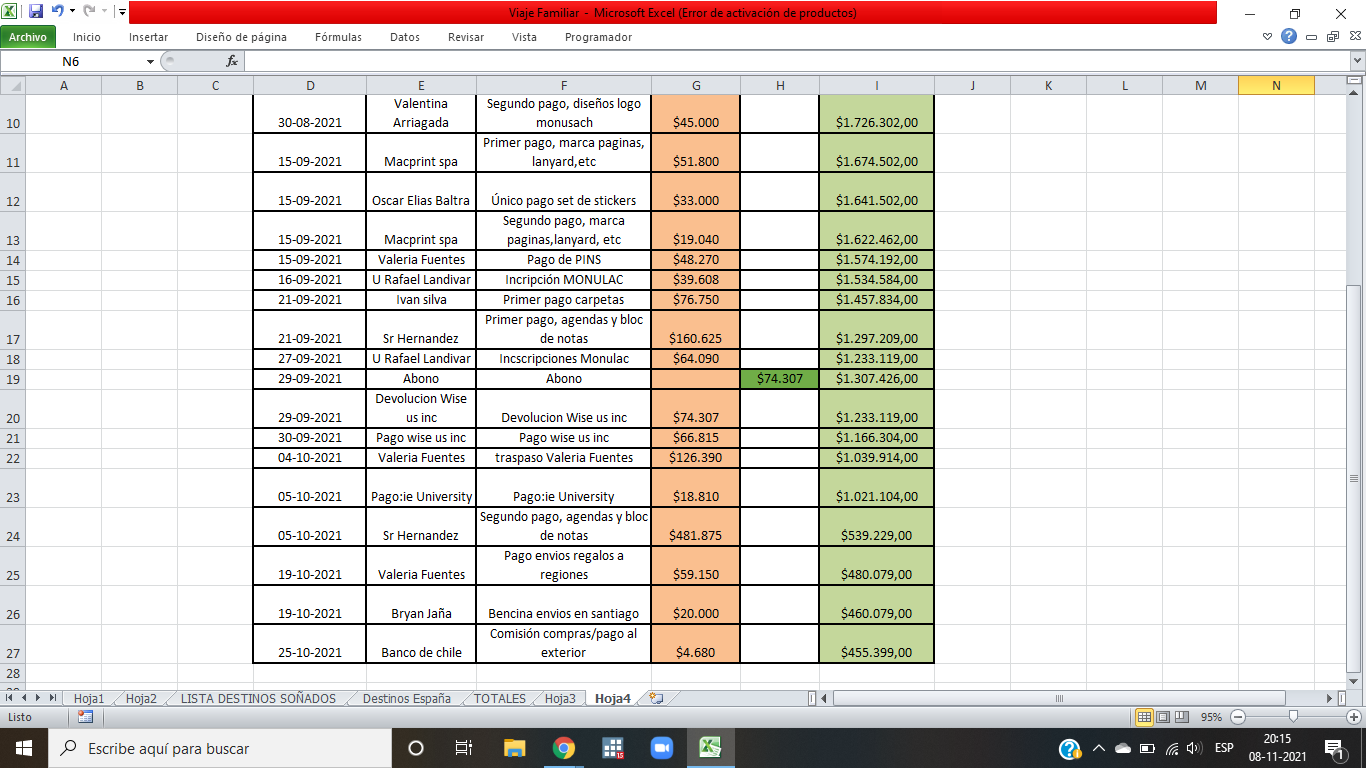 Viaje Familiar - Microsoft Excel (Error de activación de productos)
Archivo Inicio Insertar Diseño de página Fórmulas Datos Revisar Vista Programador
N6 fx
A B C D E F G H I J K L M N
10 30-08-2021 Valentina Arriagada Segundo pago, diseños logo monusach $45.000 $1.726.302,00
11 15-09-2021 Macprint spa Primer pago, marca paginas, lanyard,etc $51.800 $1.674.502,00
12 15-09-2021 Oscar Elias Baltra Único pago set de stickers $33.000 $1.641.502,00
13 15-09-2021 Macprint spa Segundo pago, marca paginas,lanyard, etc $19.040 $1.622.462,00
14 15-09-2021 Valeria Fuentes Pago de PINS $48.270 $1.574.192,00
15 16-09-2021 U Rafael Landivar Incripción MONULAC $39.608 $1.534.584,00
16 21-09-2021 Ivan silva Primer pago carpetas $76.750 $1.457.834,00
17 21-09-2021 Sr Hernandez Primer pago, agendas y bloc de notas $160.625 $1.297.209,00
18 27-09-2021 U Rafael Landivar Incscripciones Monulac $64.090 $1.233.119,00
19 29-09-2021 Abono Abono $74.307 $1.307.426,00
20 29-09-2021 Devolucion Wise us inc Devolucion Wise us inc $74.307 $1.233.119,00
21 30-09-2021 Pago wise us inc Pago wise us inc $66.815 $1.166.304,00
22 04-10-2021 Valeria Fuentes traspaso Valeria Fuentes $126.390 $1.039.914,00
23 05-10-2021 Pago:ie University Pago:ie University $18.810 $1.021.104,00
24 05-10-2021 Sr Hernandez Segundo pago, agendas y bloc de notas $481.875 $539.229,00
25 19-10-2021 Valeria Fuentes Pago envios regalos a regiones $59.150 $480.079,00
26 19-10-2021 Bryan Jaña Bencina envios en santiago $20.000 $460.079,00
27 25-10-2021 Banco de chile Comisión compras/pago al exterior $4.680 $455.399,00
28
Hoja1 Hoja2 LISTA DESTINOS SOÑADOS Destinos España TOTALES Hoja3 Hoja4
Listo 95%
Escribe aquí para buscar ESP 20:15
08-11-2021 1